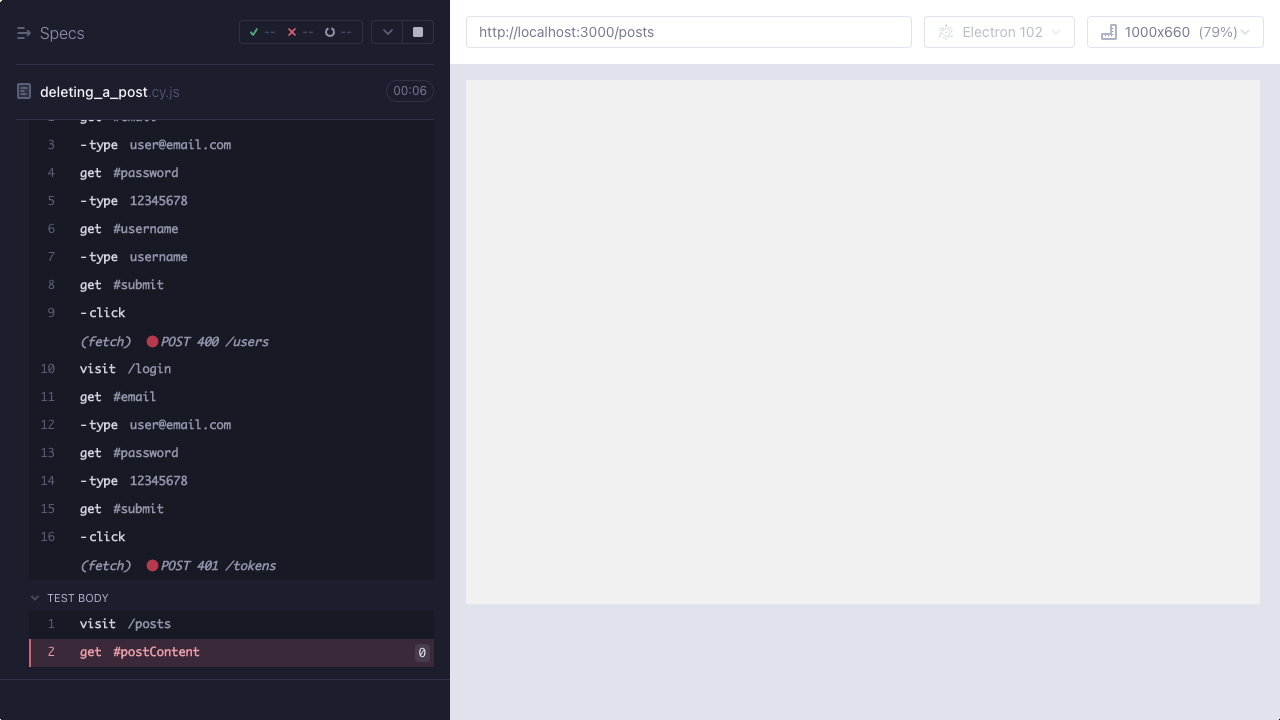 Specs
-- -- --
deleting_a_post.cy.js 00:06
3 -type user@email.com
4 get #password
5 -type 12345678
6 get #username
7 -type username
8 get #submit
9 -click
(fetch) POST 400 /users
10 visit /login
11 get #email
12 -type user@email.com
13 get #password
14 -type 12345678
15 get #submit
16 -click
(fetch) POST 401 /tokens
TEST BODY
1 visit /posts
2 get #postContent 0
http://localhost:3000/posts
Electron 102
1000x660 (79%)